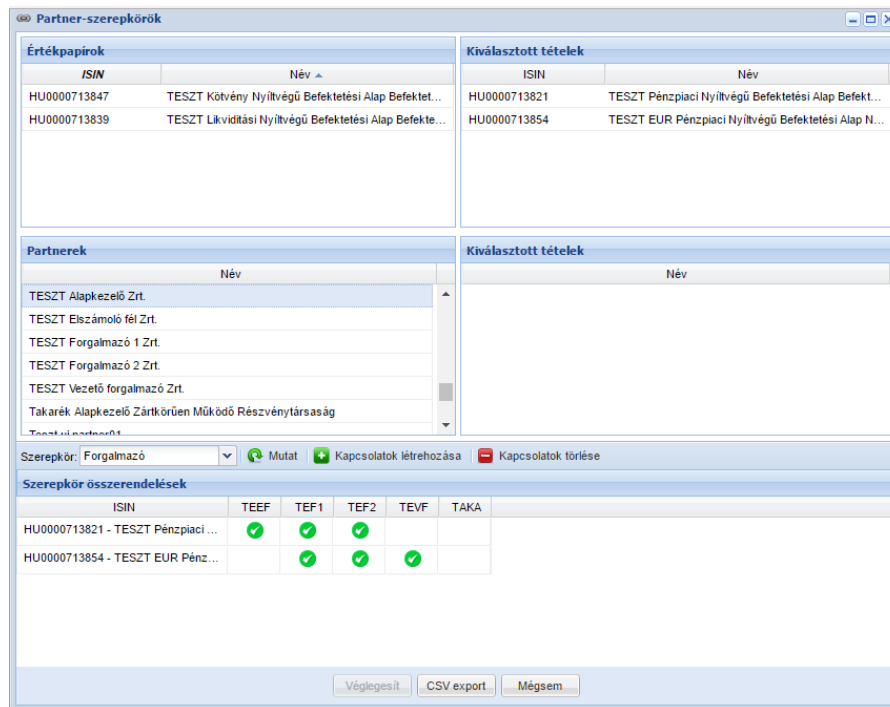 Partner-szerepkörök
Értékpapírok
ISIN Név
HU0000713847 TESZT Kötvény Nyíltvégű Befektetési Alap Befektet...
HU0000713839 TESZT Likviditási Nyíltvégű Befektetési Alap Befekte...
Kiválasztott tételek
ISIN Név
HU0000713821 TESZT Pénzpiaci Nyíltvégű Befektetési Alap Befekt...
HU0000713854 TESZT EUR Pénzpiaci Nyíltvégű Befektetési Alap N...
Partnerek
Név
TESZT Alapkezelő Zrt.
TESZT Elszámoló fél Zrt.
TESZT Forgalmazó 1 Zrt.
TESZT Forgalmazó 2 Zrt.
TESZT Vezető forgalmazó Zrt.
Takarék Alapkezelő Zártkörűen Működő Részvénytársaság
Teszt uj partner01
Kiválasztott tételek
Név
Szerepkör: Forgalmazó Mutat Kapcsolatok létrehozása Kapcsolatok törlése
Szerepkör összerendelések
ISIN TEEF TEF1 TEF2 TEVF TAKA
HU0000713821 - TESZT Pénzpiaci ...
HU0000713854 - TESZT EUR Pénz...
Véglegesít CSV export Mégsem